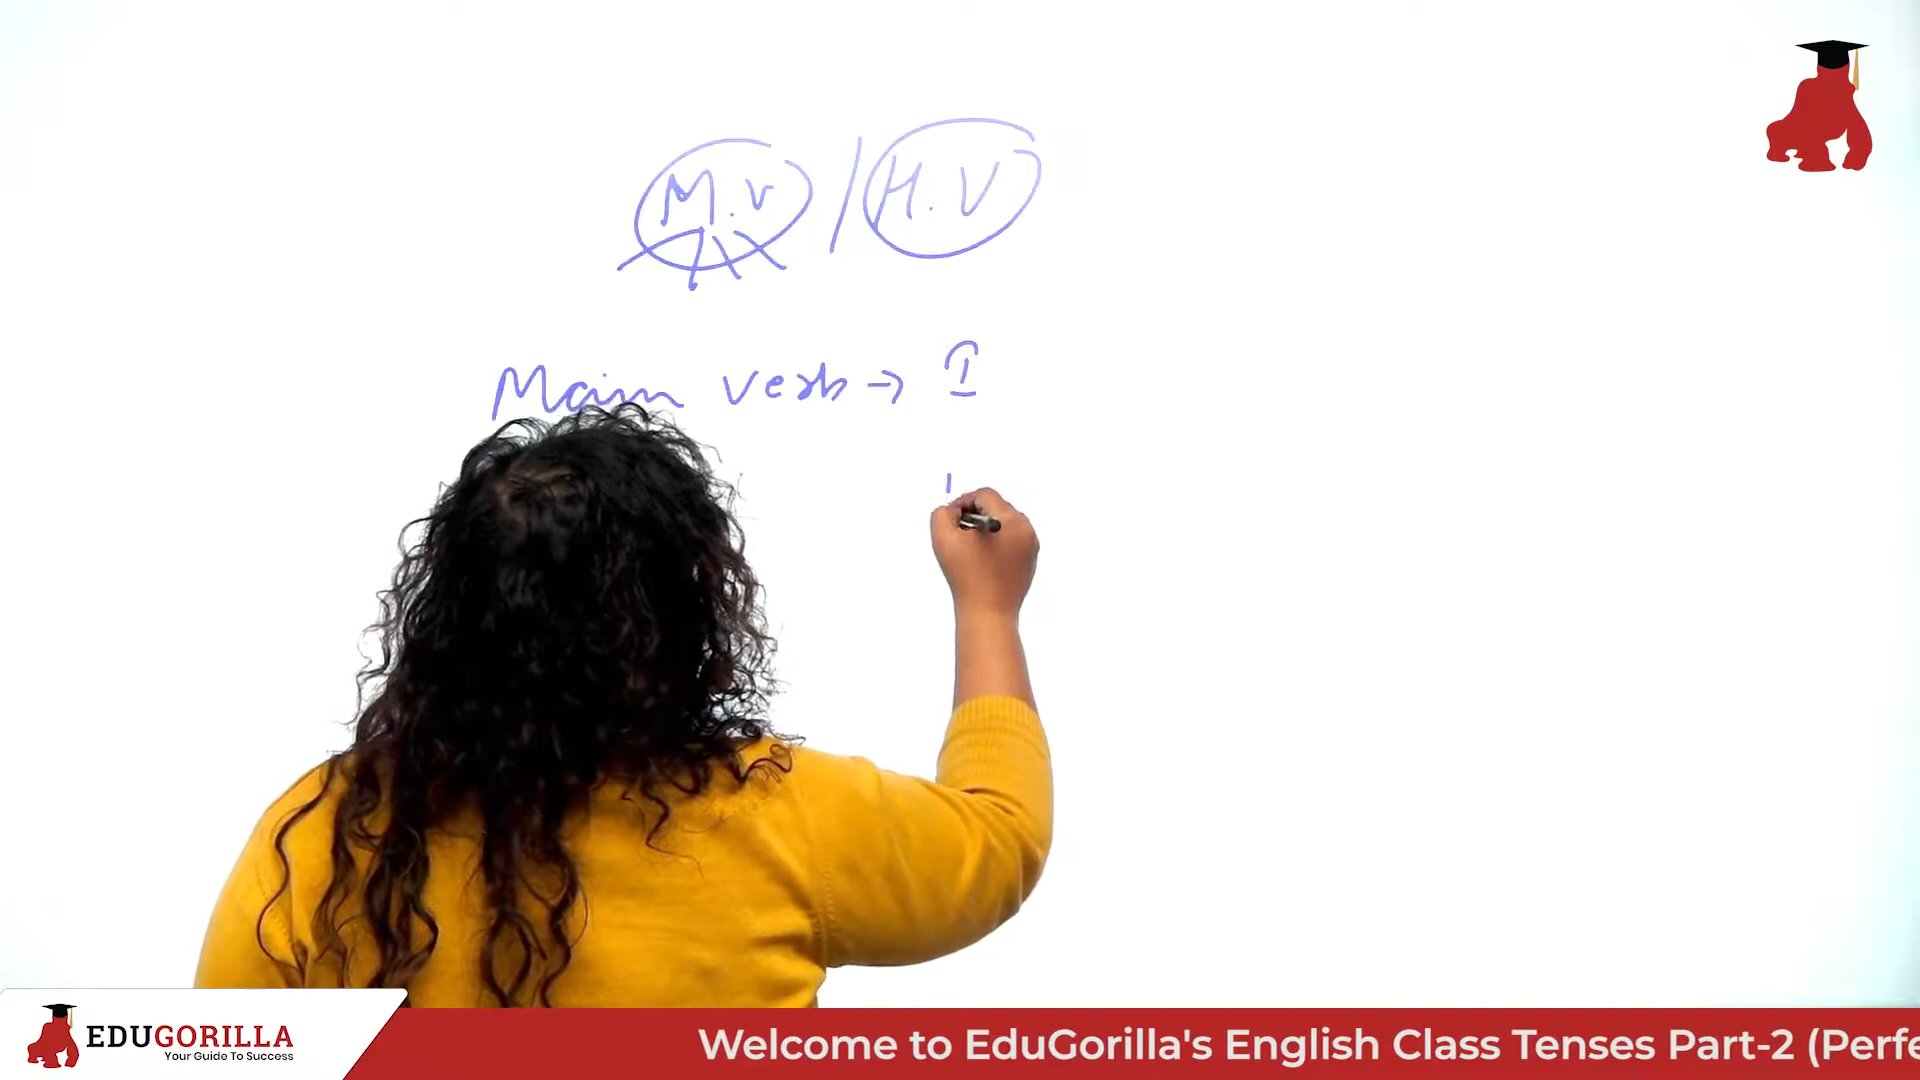 M.V / H.V
Main verb → I
EDUGORILLA
Your Guide To Success
Welcome to EduGorilla's English Class Tenses Part-2 (Perfe